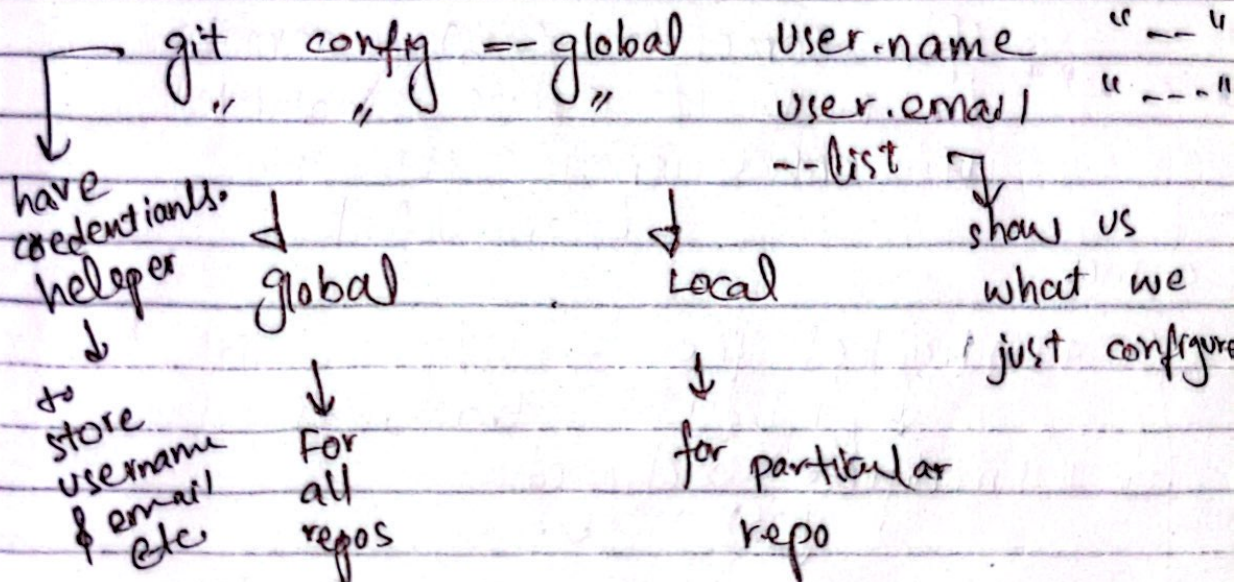 git config -- global user.name "--"
" " " user.email "---"
--list
have
credentianls.
heleper
to
store
username
& email
etc
global
For
all
repos
Local
for particular
repo
show us
what we
just configure